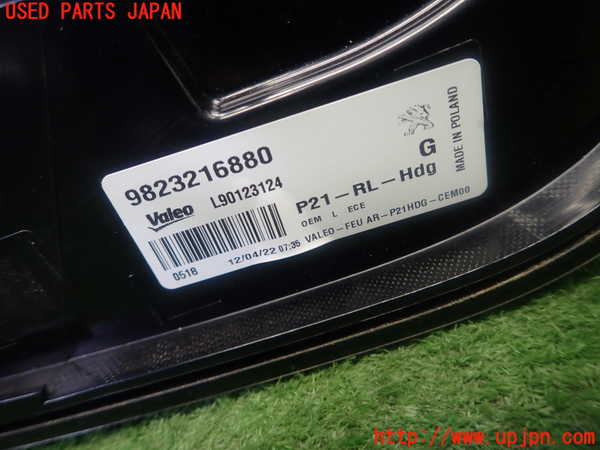 USED PARTS JAPAN
9823216880
Valeo L90123124
0518 12/04/22 07:35
G
P21-RL-Hdg
OEM L ECE
VALEO-FEU AR-P21HDG-CEM00
MADE IN POLAND
http://www.upjpn.com/